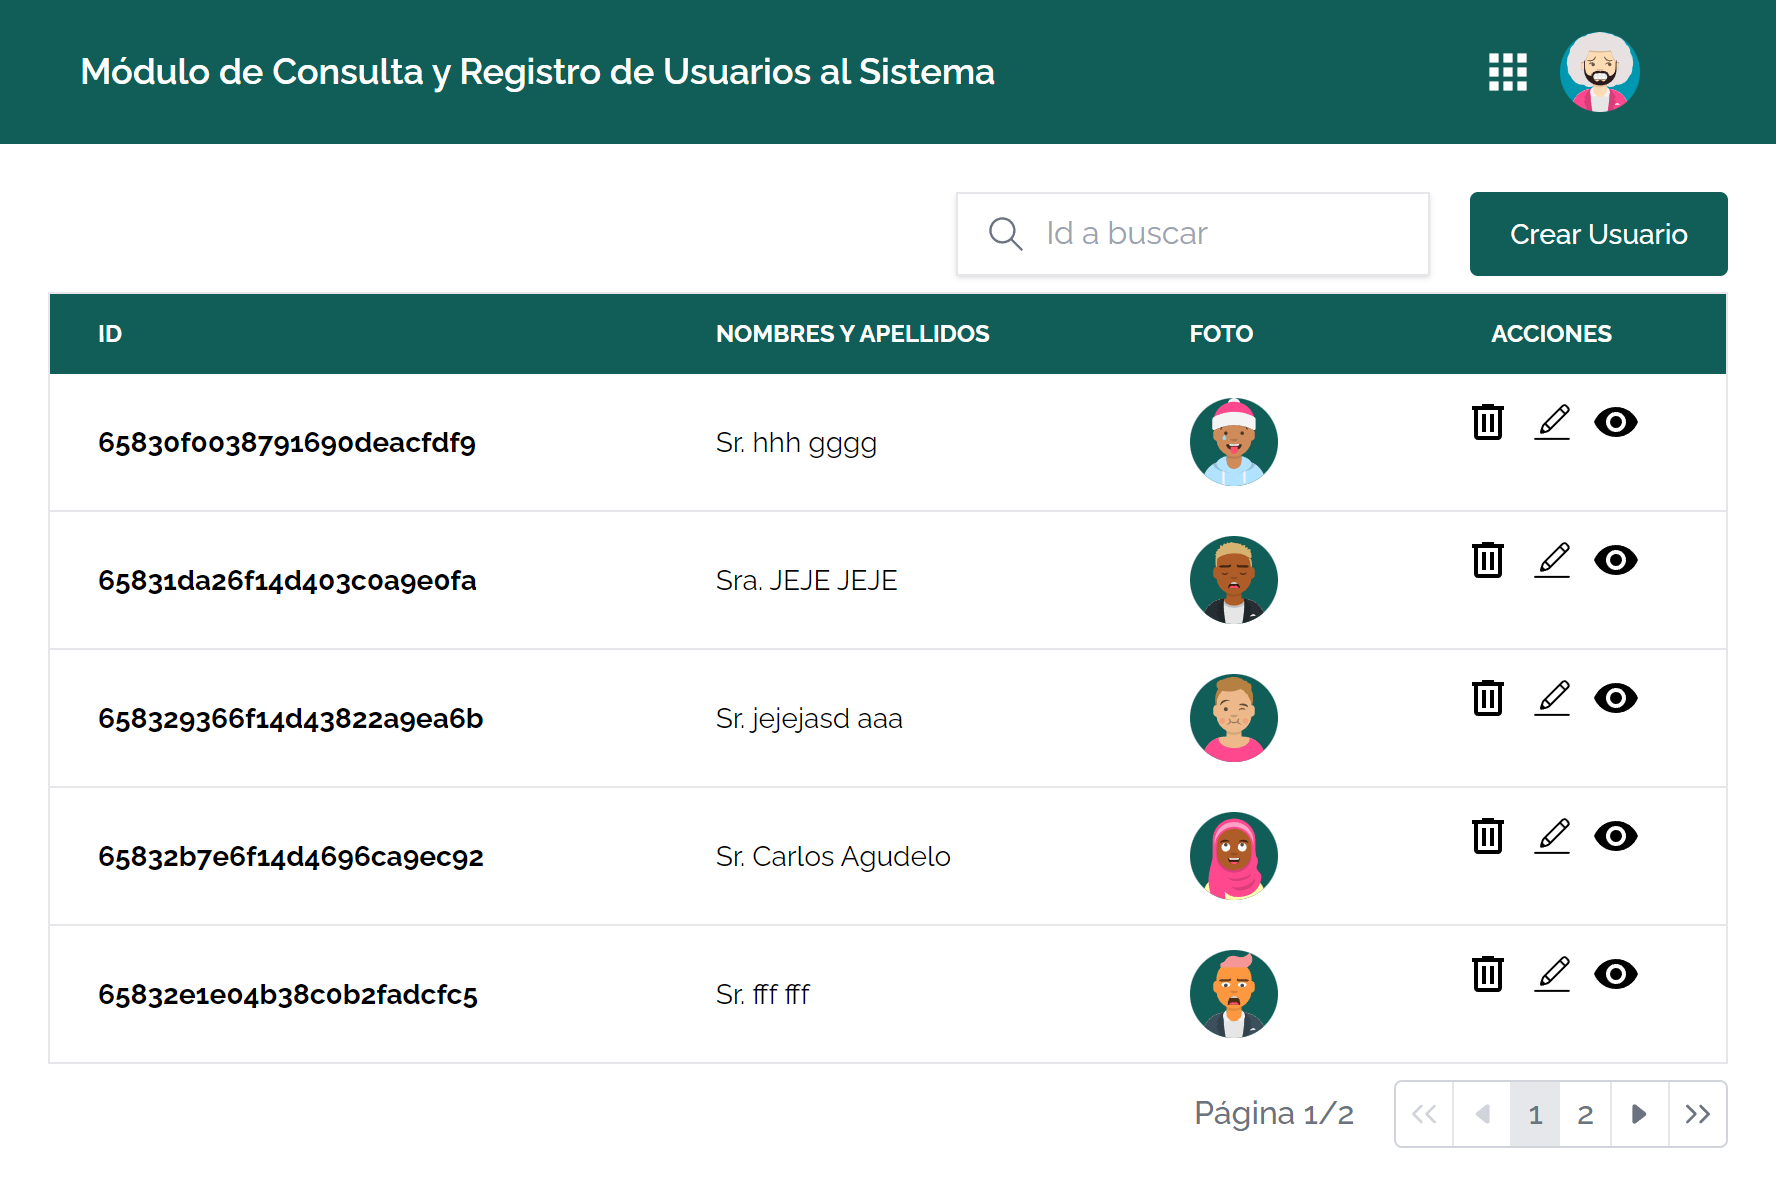 Módulo de Consulta y Registro de Usuarios al Sistema
Id a buscar
Crear Usuario
ID NOMBRES Y APELLIDOS FOTO ACCIONES
65830f0038791690deacfdf9 Sr. hhh gggg
65831da26f14d403c0a9e0fa Sra. JEJE JEJE
658329366f14d43822a9ea6b Sr. jejejasd aaa
65832b7e6f14d4696ca9ec92 Sr. Carlos Agudelo
65832e1e04b38c0b2fadcfc5 Sr. fff fff
Página 1/2 1 2